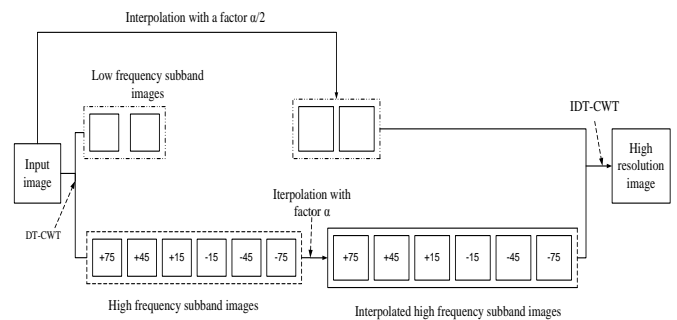 Interpolation with a factor α/2
Low frequency subband
images
IDT-CWT
Input
image
High
resolution
image
DT-CWT
Iterpolation with
factor α
+75 +45 +15 -15 -45 -75
+75 +45 +15 -15 -45 -75
High frequency subband images
Interpolated high frequency subband images